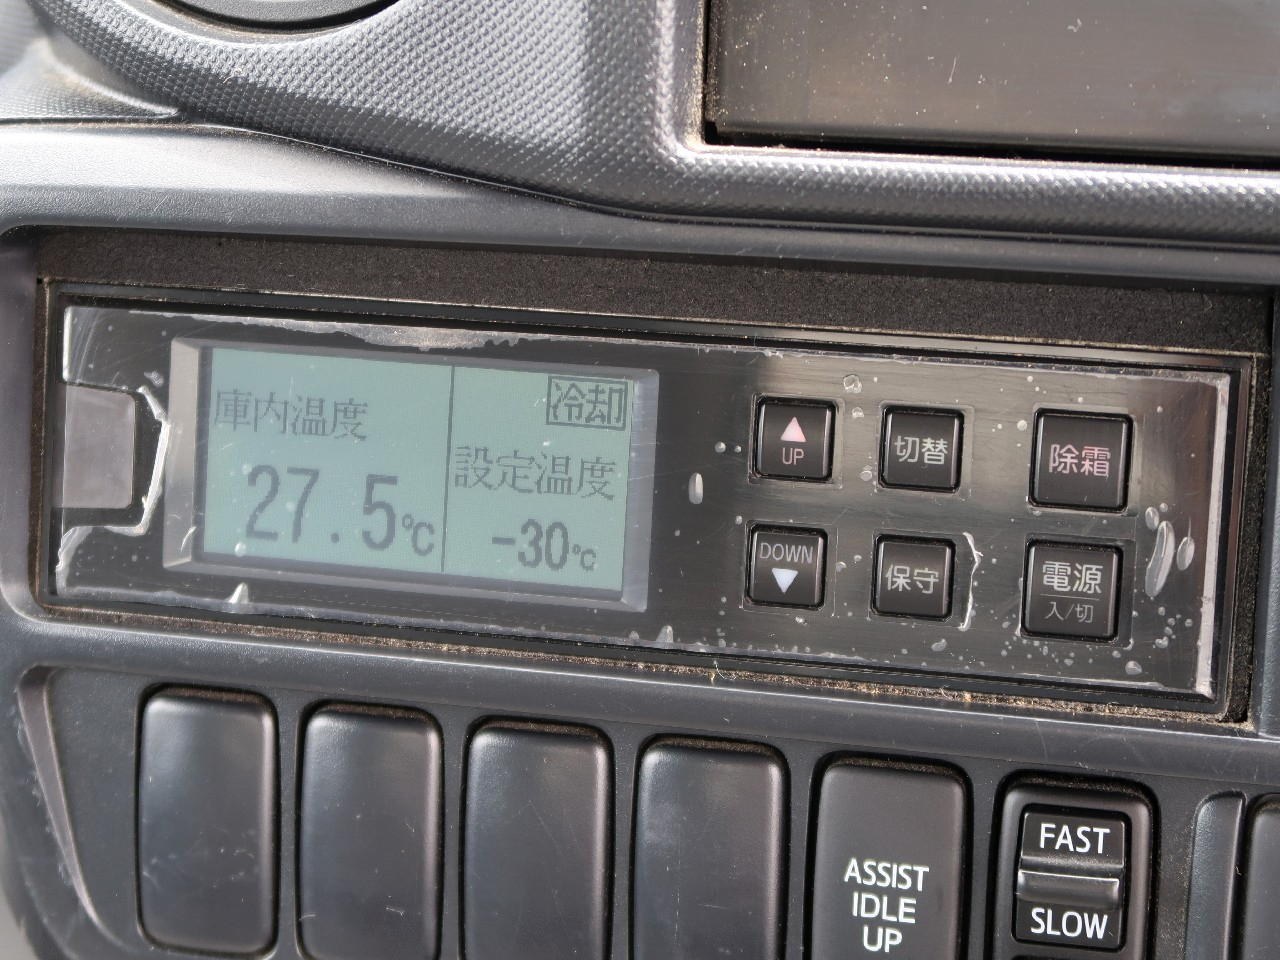 庫内温度
27.5℃
冷却
設定温度
-30℃
UP
切替
除霜
DOWN
保守
電源
入/切
ASSIST
IDLE
UP
FAST
SLOW